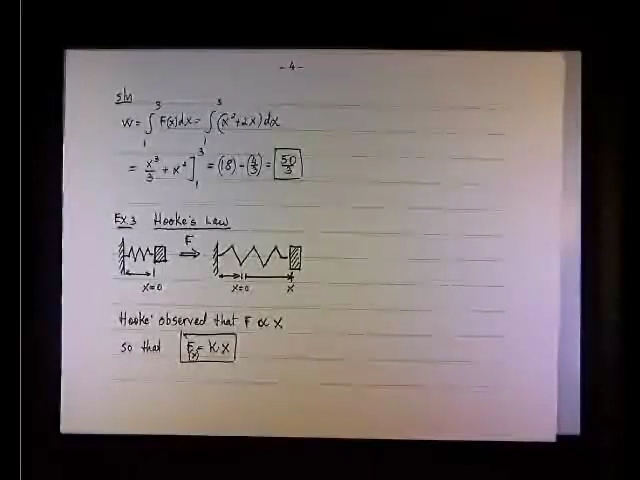 - 4 -
sln
W = ∫₁³ F(x)dx = ∫₁³ (x²+2x)dx
= x³/3 + x² ]₁³ = (18) - (4/3) = 50/3
Ex.3 Hooke's Law
F ⇒
x=0 x=0 x
Hooke' observed that F ∝ x
so that F(x) = K x